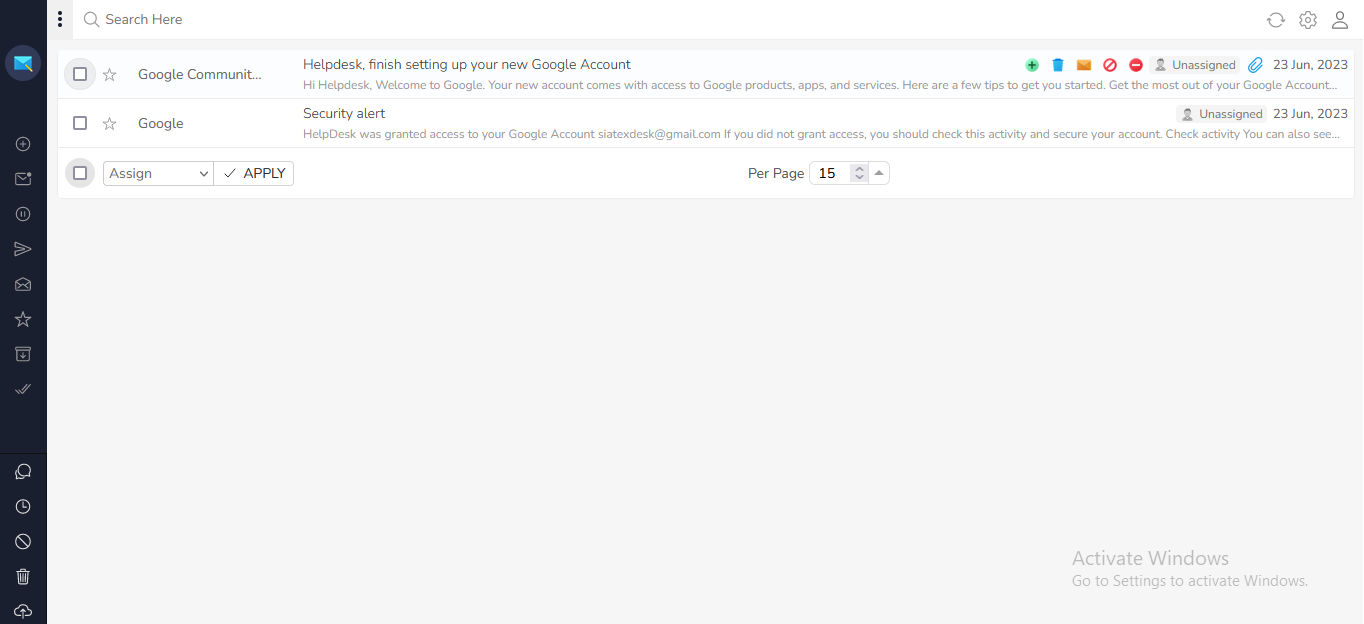 Search Here
Google Communit...
Helpdesk, finish setting up your new Google Account
Unassigned
23 Jun, 2023
Hi Helpdesk, Welcome to Google. Your new account comes with access to Google products, apps, and services. Here are a few tips to get you started. Get the most out of your Google Account...
Google
Security alert
Unassigned
23 Jun, 2023
HelpDesk was granted access to your Google Account siatexdesk@gmail.com If you did not grant access, you should check this activity and secure your account. Check activity You can also see...
Assign
APPLY
Per Page 15
Activate Windows
Go to Settings to activate Windows.